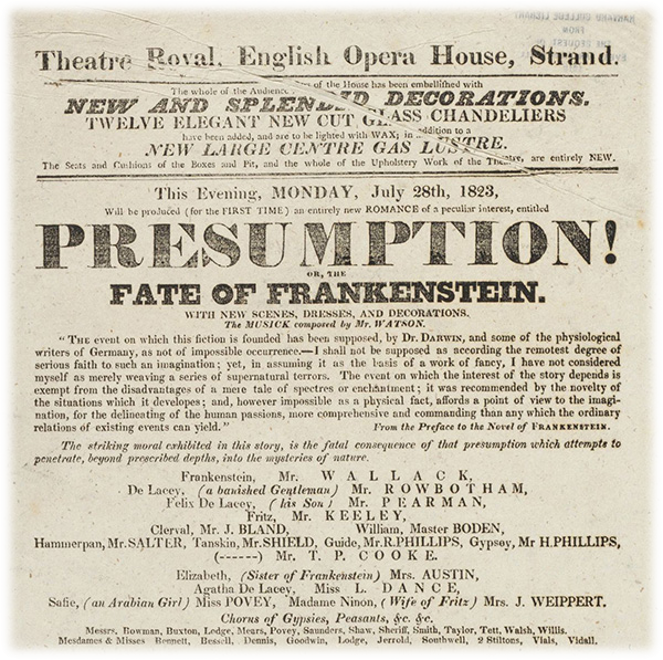 HARVARD COLLEGE LIBRARY
FROM
THE BEQUEST OF
Theatre Royal, English Opera House, Strand.
The whole of the Audience of the House has been embellished with
NEW AND SPLENDID DECORATIONS.
TWELVE ELEGANT NEW CUT GLASS CHANDELIERS
have been added, and are to be lighted with WAX; in addition to a
NEW LARGE CENTRE GAS LUSTRE.
The Seats and Cushions of the Boxes and Pit, and the whole of the Upholstery Work of the Theatre, are entirely NEW.
This Evening, MONDAY, July 28th, 1823,
Will be produced (for the FIRST TIME) an entirely new ROMANCE of a peculiar interest, entitled
PRESUMPTION!
OR, THE
FATE OF FRANKENSTEIN.
WITH NEW SCENES, DRESSES, AND DECORATIONS.
The MUSICK composed by Mr. WATSON.
"THE event on which this fiction is founded has been supposed, by Dr. DARWIN, and some of the physiological
writers of Germany, as not of impossible occurrence.—I shall not be supposed as according the remotest degree of
serious faith to such an imagination; yet, in assuming it as the basis of a work of fancy, I have not considered
myself as merely weaving a series of supernatural terrors. The event on which the interest of the story depends is
exempt from the disadvantages of a mere tale of spectres or enchantment; it was recommended by the novelty of
the situations which it developes; and, however impossible as a physical fact, affords a point of view to the imagi-
nation, for the delineating of the human passions, more comprehensive and commanding than any which the ordinary
relations of existing events can yield." From the Preface to the Novel of FRANKENSTEIN.
The striking moral exhibited in this story, is the fatal consequence of that presumption which attempts to
penetrate, beyond prescribed depths, into the mysteries of nature.
Frankenstein, Mr. WALLACK,
De Lacey, (a banished Gentleman) Mr. ROWBOTHAM,
Felix De Lacey, (his Son) Mr. PEARMAN,
Fritz, Mr. KEELEY,
Clerval, Mr. J. BLAND, William, Master BODEN,
Hammerpan, Mr. SALTER, Tanskin, Mr. SHIELD, Guide, Mr. R. PHILLIPS, Gypsey, Mr H. PHILLIPS,
(------) Mr. T. P. COOKE.
Elizabeth, (Sister of Frankenstein) Mrs. AUSTIN,
Agatha De Lacey, Miss L. DANCE,
Safie, (an Arabian Girl) Miss POVEY, Madame Ninon, (Wife of Fritz) Mrs. J. WEIPPERT.
Chorus of Gypsies, Peasants, &c. &c.
Messrs. Bowman, Buxton, Lodge, Mears, Povey, Saunders, Shaw, Sheriff, Smith, Taylor, Tett, Walsh, Willis.
Mesdames & Misses Bennett, Bessell, Dennis, Goodwin, Lodge, Jerrold, Southwell, 2 Stiltons, Vials, Vidall.